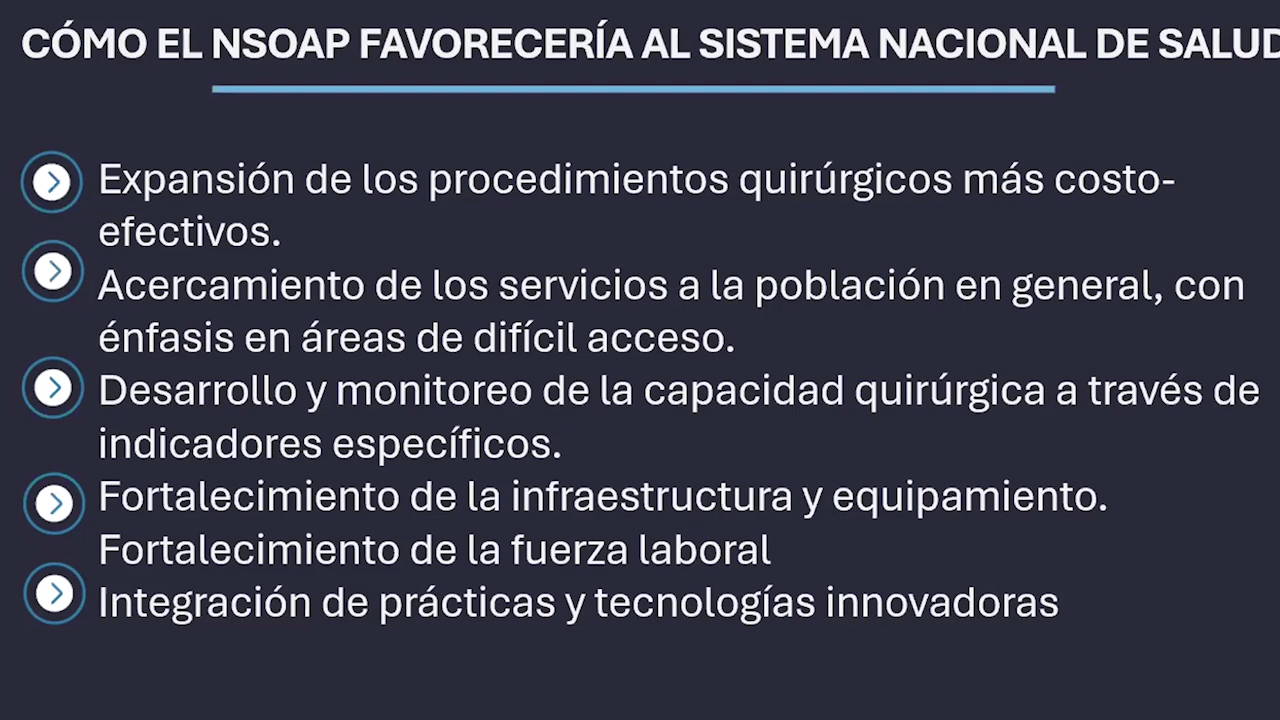 CÓMO EL NSOAP FAVORECERÍA AL SISTEMA NACIONAL DE SALUD
Expansión de los procedimientos quirúrgicos más costo-
efectivos.
Acercamiento de los servicios a la población en general, con
énfasis en áreas de difícil acceso.
Desarrollo y monitoreo de la capacidad quirúrgica a través de
indicadores específicos.
Fortalecimiento de la infraestructura y equipamiento.
Fortalecimiento de la fuerza laboral
Integración de prácticas y tecnologías innovadoras